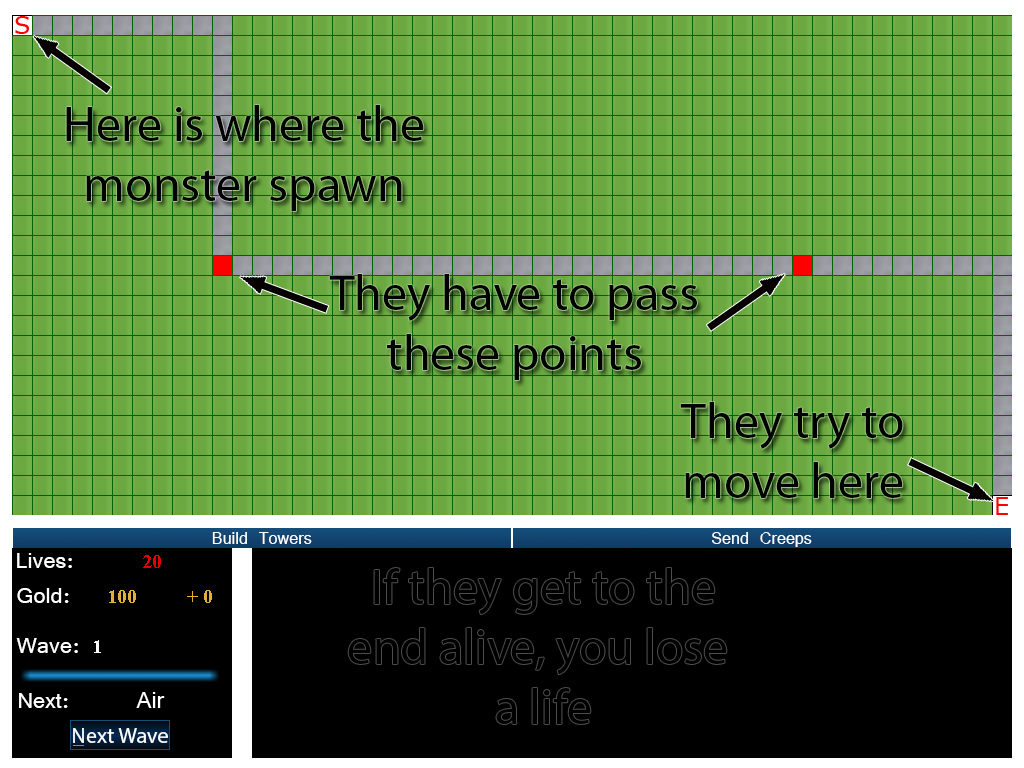 S
Here is where the
monster spawn
They have to pass
these points
They try to
move here
E
Build Towers
Send Creeps
Lives: 20
Gold: 100 + 0
Wave: 1
Next: Air
Next Wave
If they get to the
end alive, you lose
a life